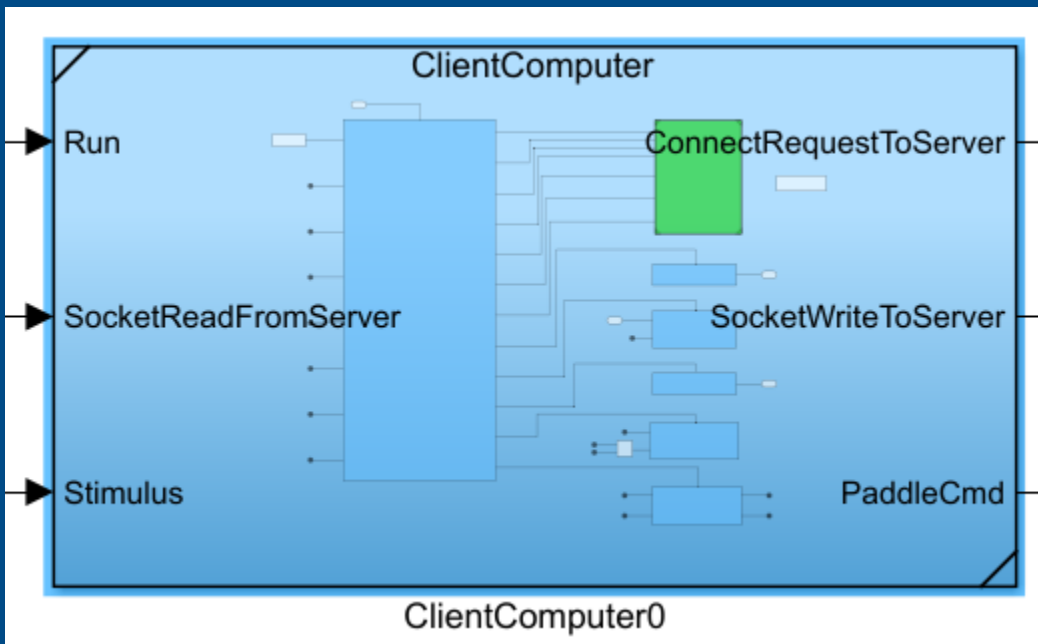 ClientComputer
Run
ConnectRequestToServer
SocketReadFromServer
SocketWriteToServer
Stimulus
PaddleCmd
ClientComputer0